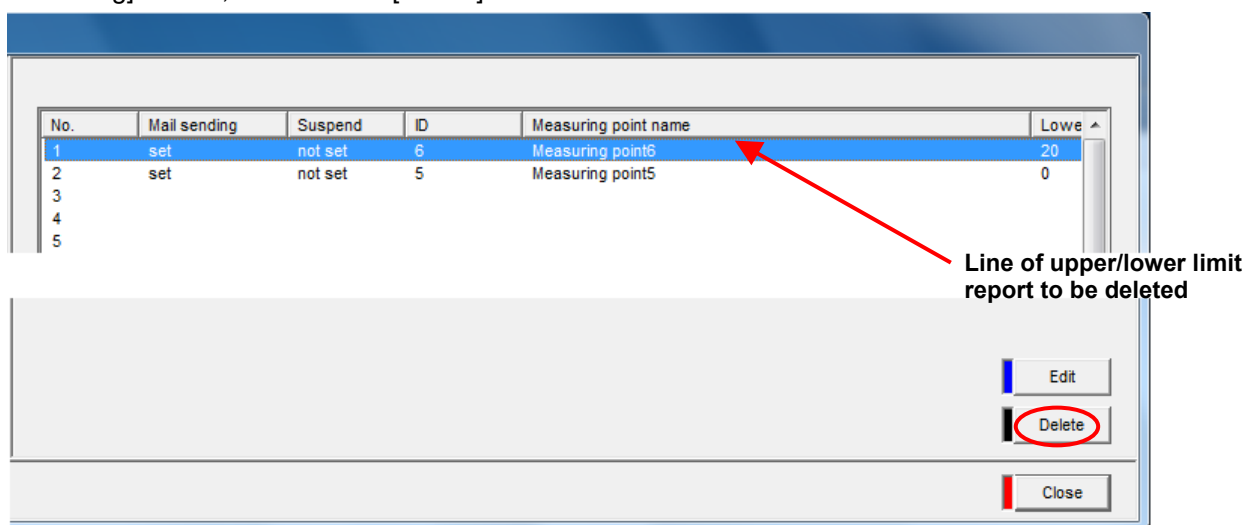 No. Mail sending Suspend ID Measuring point name Lowe
1 set not set 6 Measuring point6 20
2 set not set 5 Measuring point5 0
3
4
5
Line of upper/lower limit
report to be deleted
Edit
Delete
Close